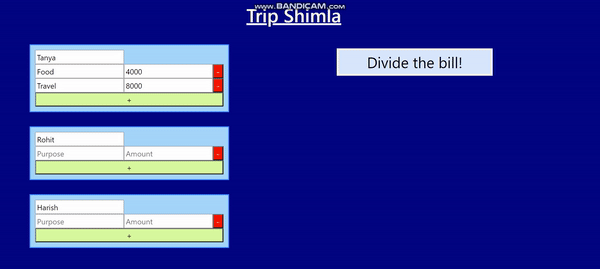 www.BANDICAM.com
Trip Shimla
Tanya
Food 4000 -
Travel 8000 -
+
Divide the bill!
Rohit
Purpose Amount -
+
Harish
Purpose Amount -
+